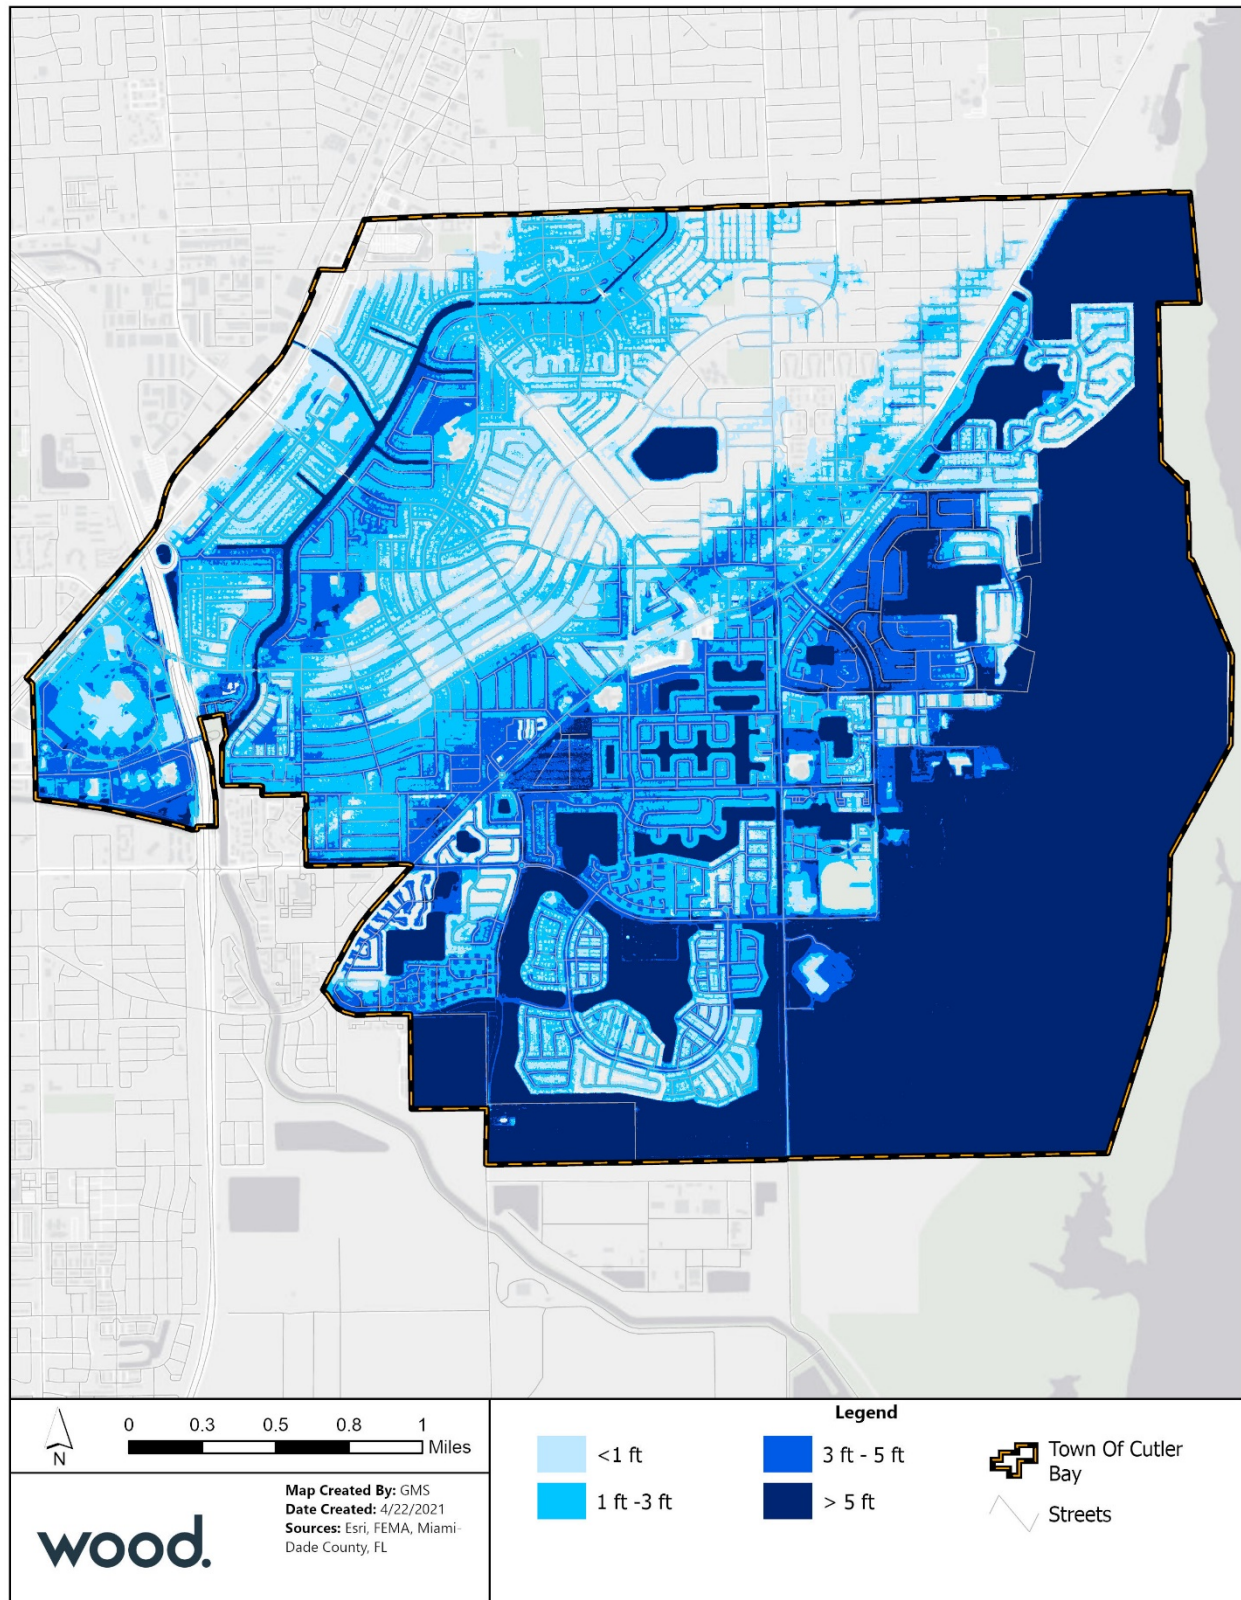 0 0.3 0.5 0.8 1
Miles
N
wood.
Map Created By: GMS
Date Created: 4/22/2021
Sources: Esri, FEMA, Miami-
Dade County, FL
Legend
<1 ft
1 ft -3 ft
3 ft - 5 ft
> 5 ft
Town Of Cutler
Bay
Streets